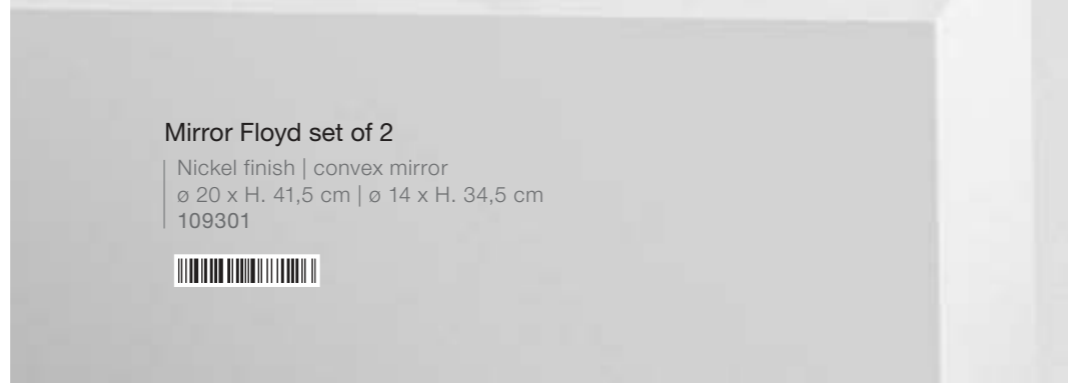 Mirror Floyd set of 2
Nickel finish | convex mirror
ø 20 x H. 41,5 cm | ø 14 x H. 34,5 cm
109301